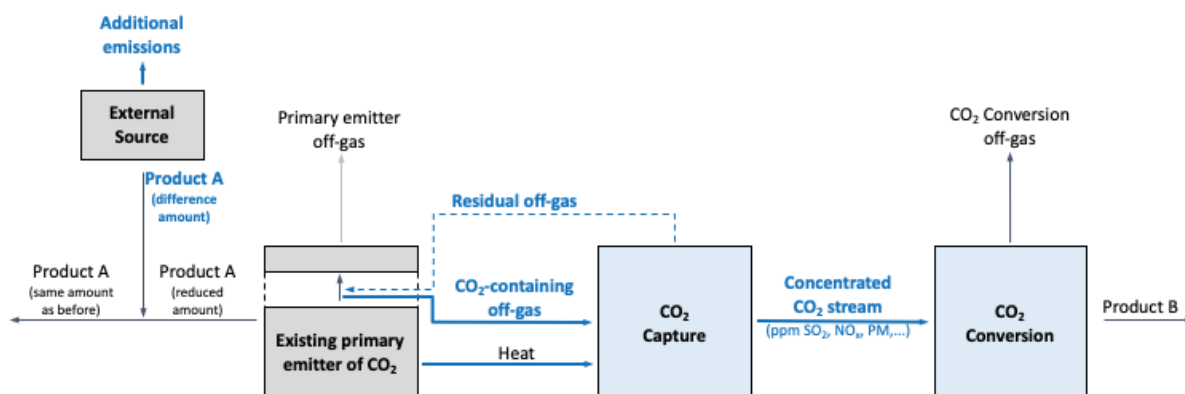 Additional
emissions
External
Source
Primary emitter
off-gas
CO₂ Conversion
off-gas
Product A
(difference
amount)
Residual off-gas
Product A
(same amount
as before)
Product A
(reduced
amount)
CO₂-containing
off-gas
Concentrated
CO₂ stream
(ppm SO₂, NOₓ, PM,...)
Existing primary
emitter of CO₂
Heat
CO₂
Capture
CO₂
Conversion
Product B